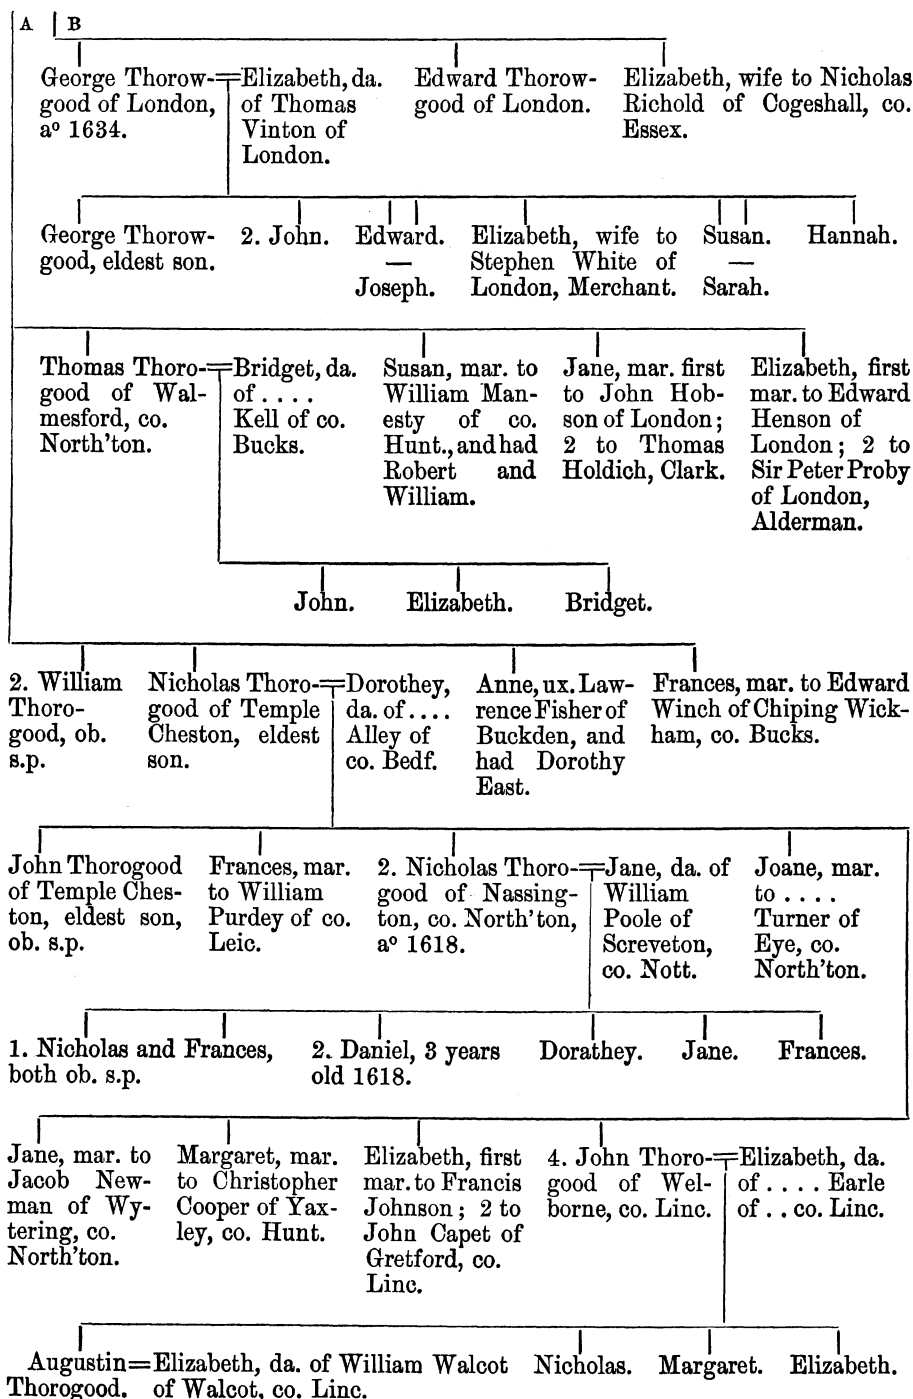 A B
George Thorow-
good of London,
aº 1634.
Elizabeth, da.
of Thomas
Vinton of
London.
Edward Thorow-
good of London.
Elizabeth, wife to Nicholas
Richold of Cogeshall, co.
Essex.
George Thorow-
good, eldest son.
2. John.
Edward.
—
Joseph.
Elizabeth, wife to
Stephen White of
London, Merchant.
Susan.
—
Sarah.
Hannah.
Thomas Thoro-
good of Wal-
mesford, co.
North'ton.
Bridget, da.
of ....
Kell of co.
Bucks.
Susan, mar. to
William Man-
esty of co.
Hunt., and had
Robert and
William.
Jane, mar. first
to John Hob-
son of London;
2 to Thomas
Holdich, Clark.
Elizabeth, first
mar. to Edward
Henson of
London; 2 to
Sir Peter Proby
of London,
Alderman.
John.
Elizabeth.
Bridget.
2. William
Thoro-
good, ob.
s.p.
Nicholas Thoro-
good of Temple
Cheston, eldest
son.
Dorothey,
da. of ....
Alley of
co. Bedf.
Anne, ux. Law-
rence Fisher of
Buckden, and
had Dorothy
East.
Frances, mar. to Edward
Winch of Chiping Wick-
ham, co. Bucks.
John Thorogood
of Temple Ches-
ton, eldest son,
ob. s.p.
Frances, mar.
to William
Purdey of co.
Leic.
2. Nicholas Thoro-
good of Nassing-
ton, co. North'ton,
aº 1618.
Jane, da. of
William
Poole of
Screveton,
co. Nott.
Joane, mar.
to ....
Turner of
Eye, co.
North'ton.
1. Nicholas and Frances,
both ob. s.p.
2. Daniel, 3 years
old 1618.
Dorathey.
Jane.
Frances.
Jane, mar. to
Jacob New-
man of Wy-
tering, co.
North'ton.
Margaret, mar.
to Christopher
Cooper of Yax-
ley, co. Hunt.
Elizabeth, first
mar. to Francis
Johnson; 2 to
John Capet of
Gretford, co.
Linc.
4. John Thoro-
good of Wel-
borne, co. Linc.
Elizabeth, da.
of .... Earle
of .. co. Linc.
Augustin=
Thorogood.
Elizabeth, da. of William Walcot
of Walcot, co. Linc.
Nicholas.
Margaret.
Elizabeth.